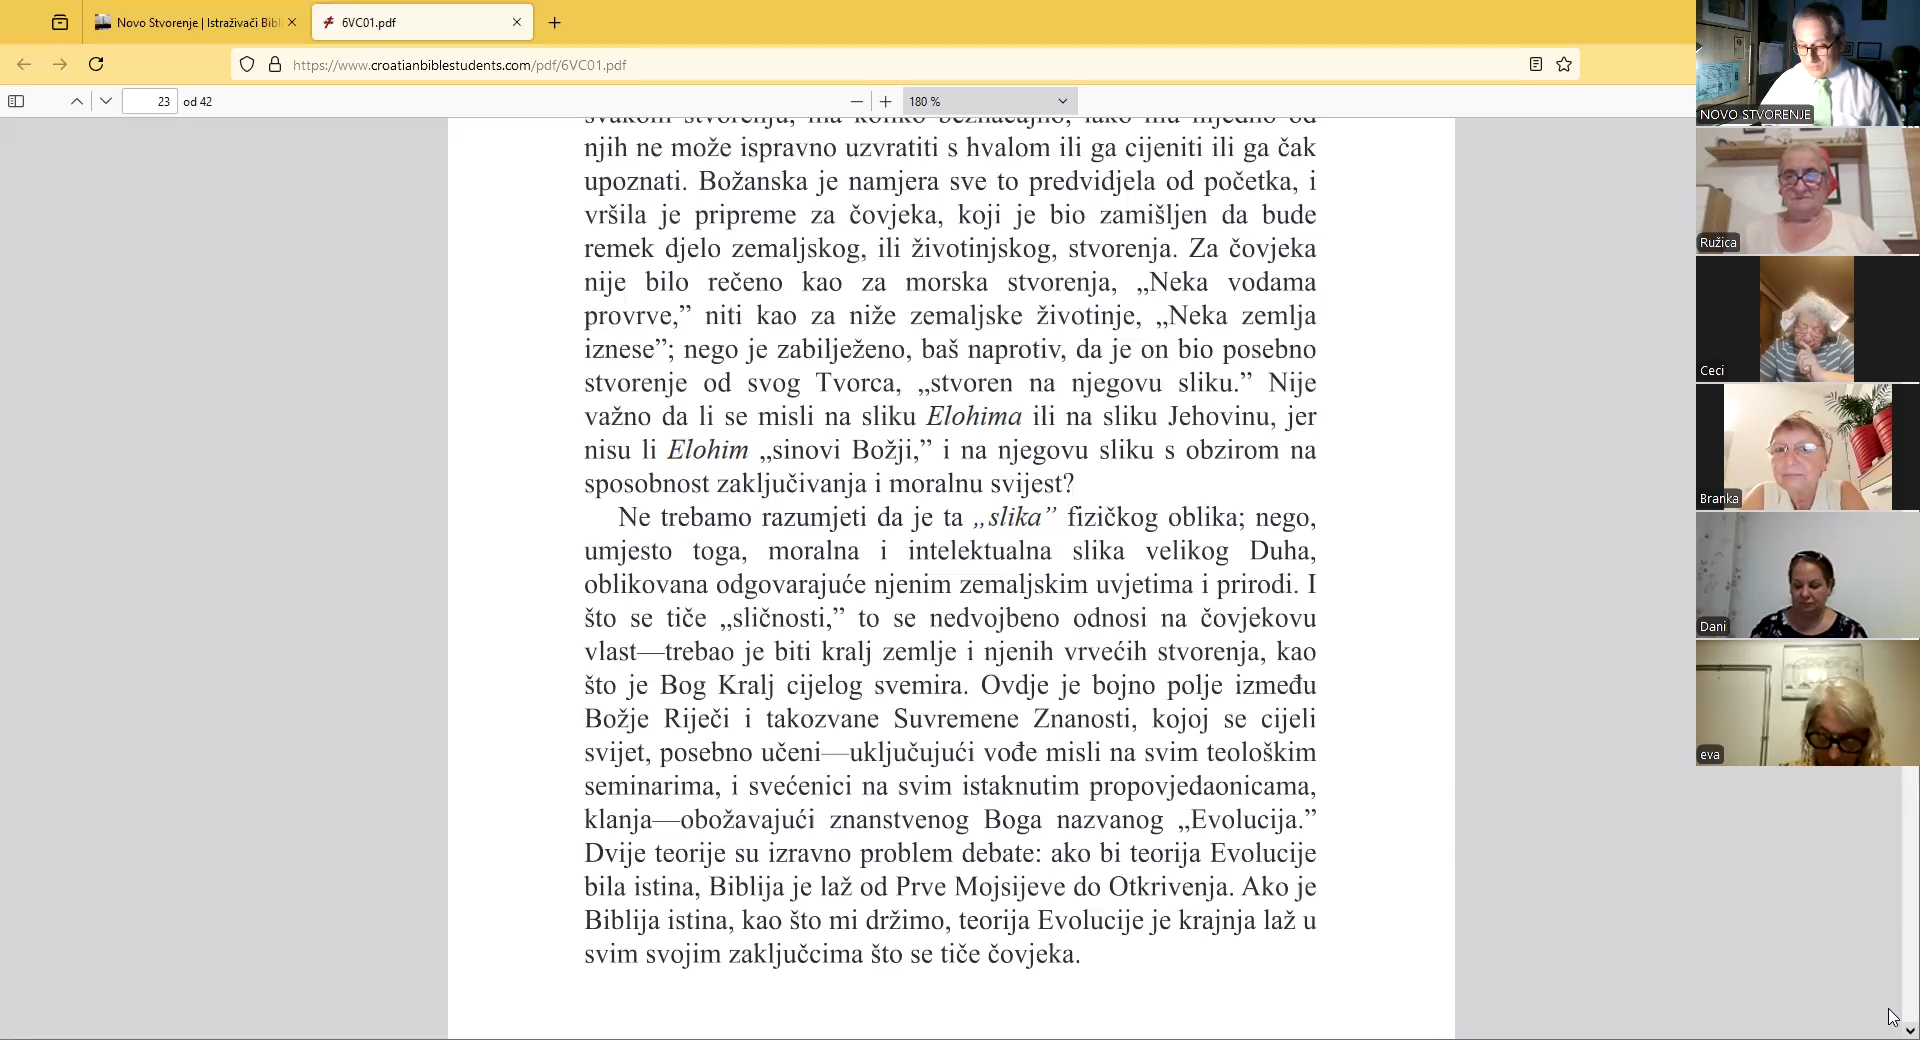 Novo Stvorenje | Istraživači Bibl
6VC01.pdf
https://www.croatianbiblestudents.com/pdf/6VC01.pdf
23 od 42
180 %
svakom stvorenju, ma koliko beznačajno, iako mu nijedno od
njih ne može ispravno uzvratiti s hvalom ili ga cijeniti ili ga čak
upoznati. Božanska je namjera sve to predvidjela od početka, i
vršila je pripreme za čovjeka, koji je bio zamišljen da bude
remek djelo zemaljskog, ili životinjskog, stvorenja. Za čovjeka
nije bilo rečeno kao za morska stvorenja, „Neka vodama
provrve,” niti kao za niže zemaljske životinje, „Neka zemlja
iznese”; nego je zabilježeno, baš naprotiv, da je on bio posebno
stvorenje od svog Tvorca, „stvoren na njegovu sliku.” Nije
važno da li se misli na sliku Elohima ili na sliku Jehovinu, jer
nisu li Elohim „sinovi Božji,” i na njegovu sliku s obzirom na
sposobnost zaključivanja i moralnu svijest?
Ne trebamo razumjeti da je ta „slika” fizičkog oblika; nego,
umjesto toga, moralna i intelektualna slika velikog Duha,
oblikovana odgovarajuće njenim zemaljskim uvjetima i prirodi. I
što se tiče „sličnosti,” to se nedvojbeno odnosi na čovjekovu
vlast—trebao je biti kralj zemlje i njenih vrvećih stvorenja, kao
što je Bog Kralj cijelog svemira. Ovdje je bojno polje između
Božje Riječi i takozvane Suvremene Znanosti, kojoj se cijeli
svijet, posebno učeni—uključujući vođe misli na svim teološkim
seminarima, i svećenici na svim istaknutim propovjedaonicama,
klanja—obožavajući znanstvenog Boga nazvanog „Evolucija.”
Dvije teorije su izravno problem debate: ako bi teorija Evolucije
bila istina, Biblija je laž od Prve Mojsijeve do Otkrivenja. Ako je
Biblija istina, kao što mi držimo, teorija Evolucije je krajnja laž u
svim svojim zaključcima što se tiče čovjeka.
NOVO STVORENJE
Ružica
Ceci
Branka
Dani
eva